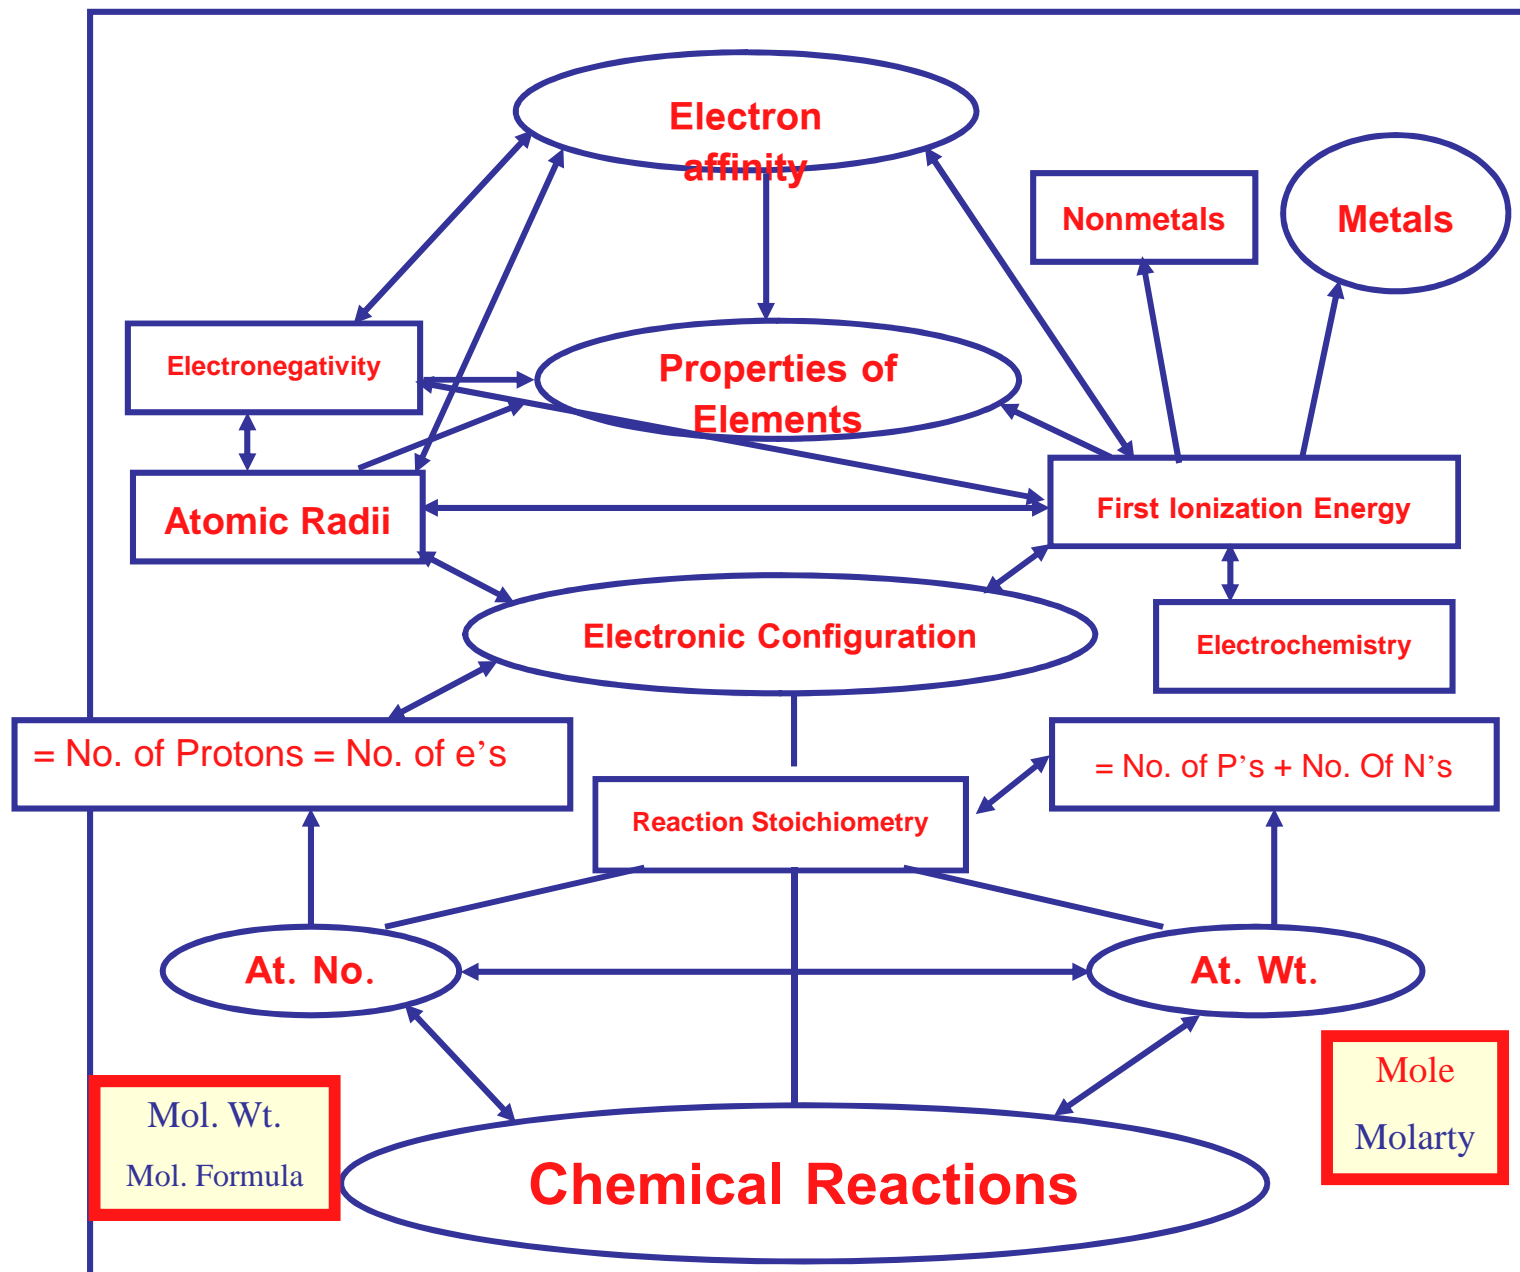 Electron
affinity
Nonmetals
Metals
Electronegativity
Properties of
Elements
Atomic Radii
First Ionization Energy
Electronic Configuration
Electrochemistry
= No. of Protons = No. of e’s
= No. of P’s + No. Of N’s
Reaction Stoichiometry
At. No.
At. Wt.
Mole
Molarty
Mol. Wt.
Mol. Formula
Chemical Reactions